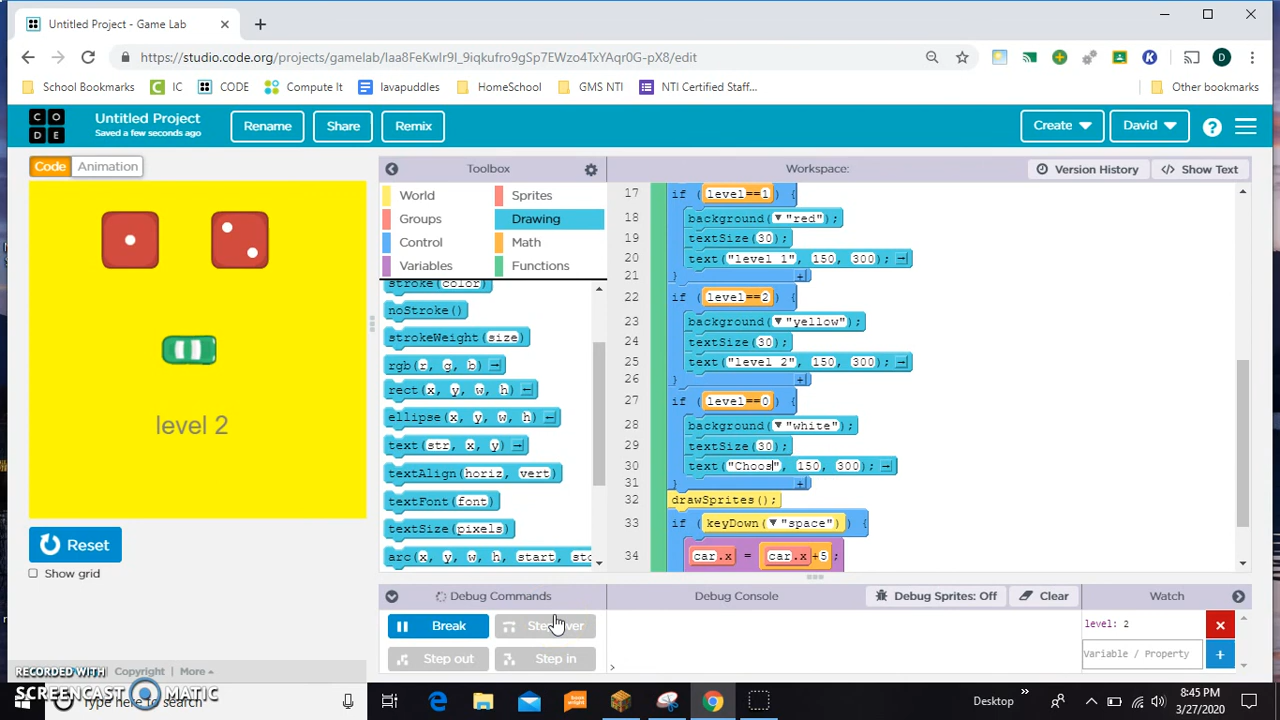 Untitled Project - Game Lab
https://studio.code.org/projects/gamelab/
School Bookmarks IC CODE Compute It lavapuddles HomeSchool GMS NTI NTI Certified Staff... Other bookmarks
CODE
Untitled Project
Saved a few seconds ago
Rename Share Remix Create David
Code Animation
Toolbox
Workspace: Version History Show Text
World Sprites
Groups Drawing
Control Math
Variables Functions
stroke(color)
noStroke()
strokeWeight(size)
rgb(r, g, b)
rect(x, y, w, h)
ellipse(x, y, w, h)
text(str, x, y)
textAlign(horiz, vert)
textFont(font)
textSize(pixels)
arc(x, y, w, h, start, sto
17 if (level==1) {
18 background("red");
19 textSize(30);
20 text("level 1", 150, 300);
21 }
22 if (level==2) {
23 background("yellow");
24 textSize(30);
25 text("level 2", 150, 300);
26 }
27 if (level==0) {
28 background("white");
29 textSize(30);
30 text("Choos", 150, 300);
31 }
32 drawSprites();
33 if (keyDown("space")) {
34 car.x = car.x+5;
level 2
Reset
Show grid
Debug Commands
Break Step over
Step out Step in
Debug Console Debug Sprites: Off Clear
Watch
level: 2
Variable / Property
>
Copyright More
RECORDED WITH
SCREENCAST MATIC
Type here to search
Desktop
8:45 PM
3/27/2020